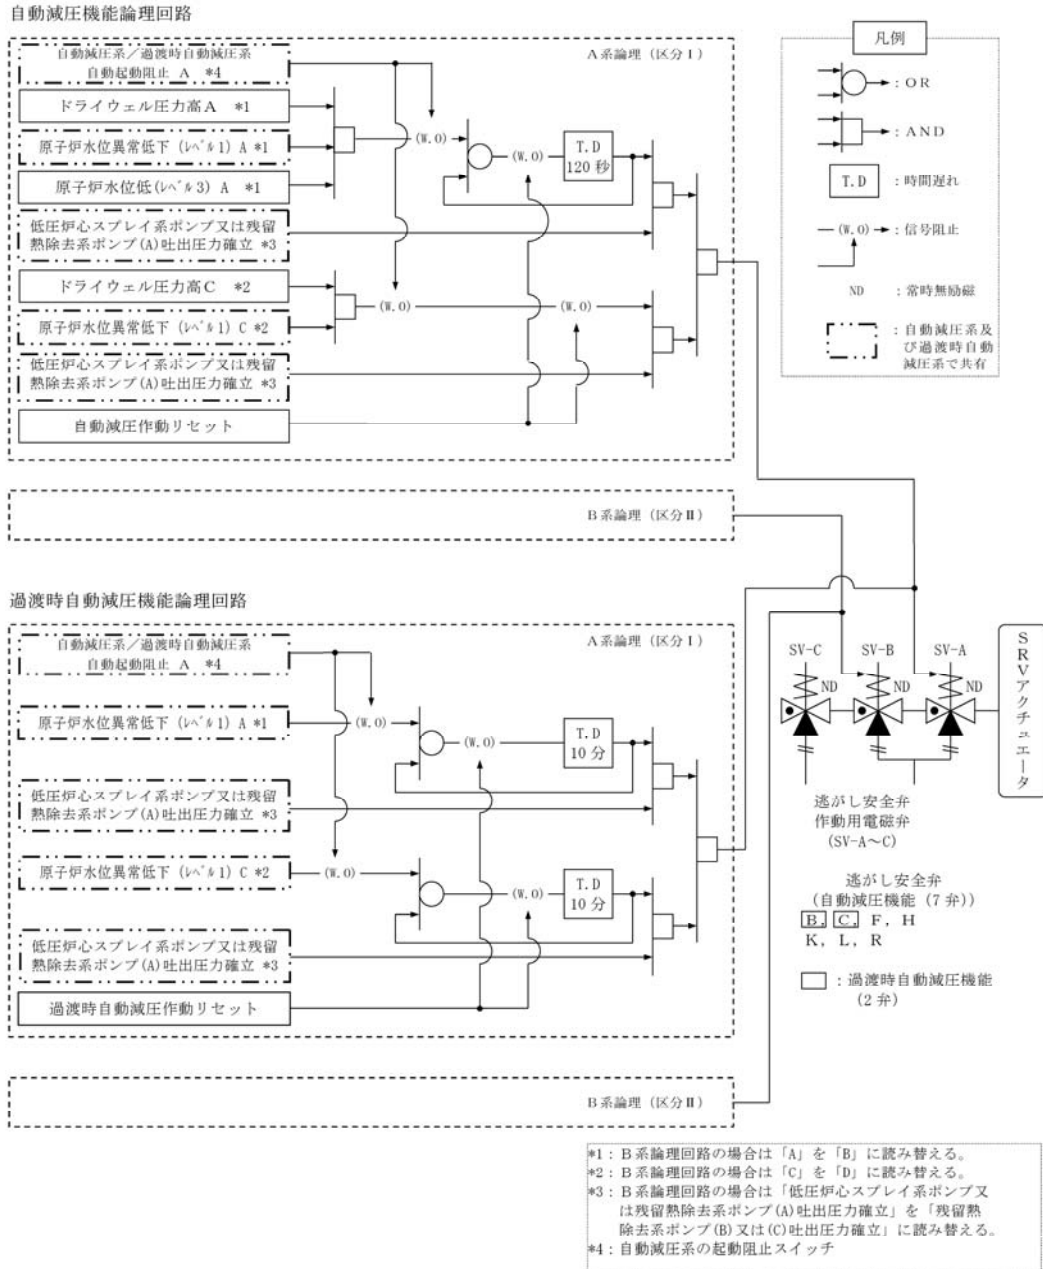 自動減圧機能論理回路
自動減圧系／過渡時自動減圧系
自動起動阻止 A *4
A系論理（区分Ⅰ）
ドライウェル圧力高A *1
原子炉水位異常低下（ﾚﾍﾞﾙ1）A *1
原子炉水位低(ﾚﾍﾞﾙ3) A *1
(W.O)
(W.O)
T.D
120秒
低圧炉心スプレイ系ポンプ又は残留
熱除去系ポンプ(A)吐出圧力確立 *3
ドライウェル圧力高C *2
原子炉水位異常低下（ﾚﾍﾞﾙ1）C *2
(W.O)
(W.O)
低圧炉心スプレイ系ポンプ又は残留
熱除去系ポンプ(A)吐出圧力確立 *3
自動減圧作動リセット
B系論理（区分Ⅱ）
凡例
：OR
：AND
T.D ：時間遅れ
(W.O) ：信号阻止
ND ：常時無励磁
：自動減圧系及
び過渡時自動
減圧系で共有
過渡時自動減圧機能論理回路
自動減圧系／過渡時自動減圧系
自動起動阻止 A *4
A系論理（区分Ⅰ）
原子炉水位異常低下（ﾚﾍﾞﾙ1）A *1
(W.O)
(W.O)
T.D
10分
低圧炉心スプレイ系ポンプ又は残留
熱除去系ポンプ(A)吐出圧力確立 *3
原子炉水位異常低下（ﾚﾍﾞﾙ1）C *2
(W.O)
(W.O)
T.D
10分
低圧炉心スプレイ系ポンプ又は残留
熱除去系ポンプ(A)吐出圧力確立 *3
過渡時自動減圧作動リセット
B系論理（区分Ⅱ）
SV-C
SV-B
SV-A
ND
ND
ND
SRVアクチュエータ
逃がし安全弁
作動用電磁弁
(SV-A～C)
逃がし安全弁
(自動減圧機能（7弁）)
B, C, F, H
K, L, R
：過渡時自動減圧機能
（2弁）
*1：B系論理回路の場合は「A」を「B」に読み替える。
*2：B系論理回路の場合は「C」を「D」に読み替える。
*3：B系論理回路の場合は「低圧炉心スプレイ系ポンプ又
は残留熱除去系ポンプ(A)吐出圧力確立」を「残留熱
除去系ポンプ(B)又は(C)吐出圧力確立」に読み替える。
*4：自動減圧系の起動阻止スイッチ